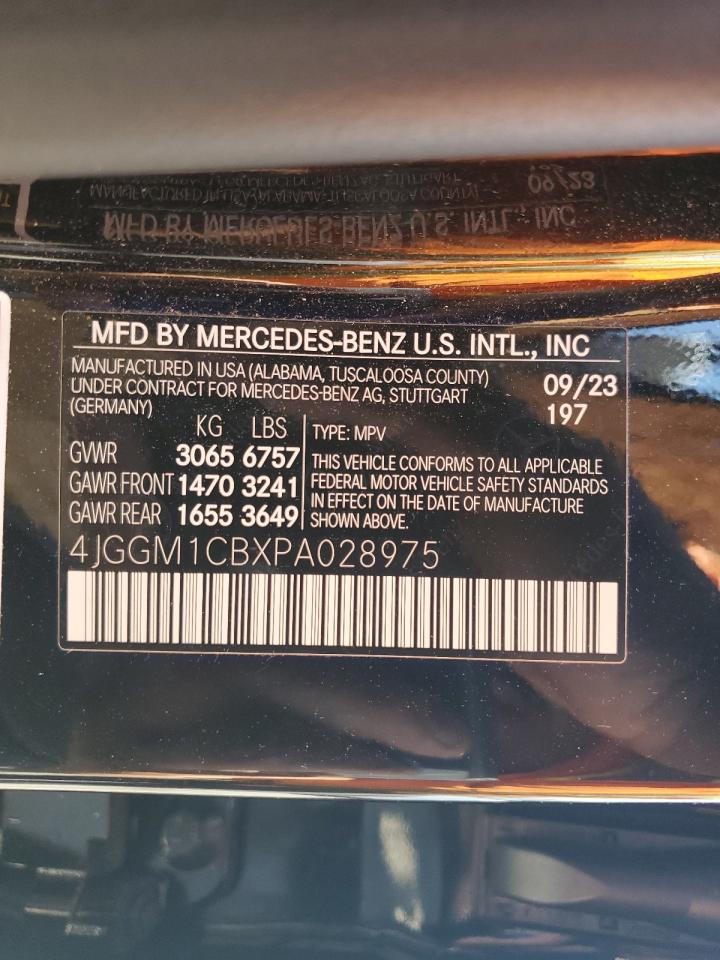 MFD BY MERCEDES-BENZ U.S. INTL., INC
MANUFACTURED IN USA (ALABAMA, TUSCALOOSA COUNTY)
UNDER CONTRACT FOR MERCEDES-BENZ AG, STUTTGART
(GERMANY)
09/23
197
KG LBS
GVWR 3065 6757
GAWR FRONT 1470 3241
GAWR REAR 1655 3649
TYPE: MPV
THIS VEHICLE CONFORMS TO ALL APPLICABLE
FEDERAL MOTOR VEHICLE SAFETY STANDARDS
IN EFFECT ON THE DATE OF MANUFACTURE
SHOWN ABOVE.
4JGGM1CBXPA028975